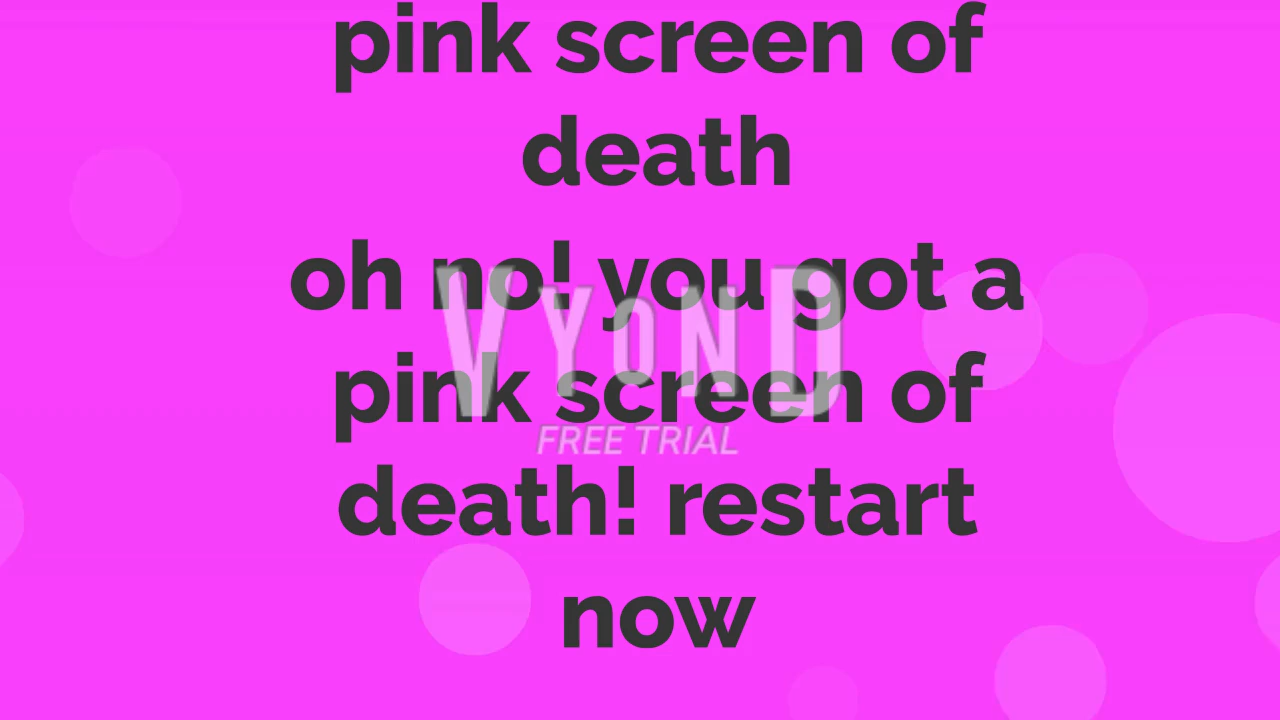 pink screen of
death
oh no! you got a
pink screen of
death! restart
now
VYOND
FREE TRIAL